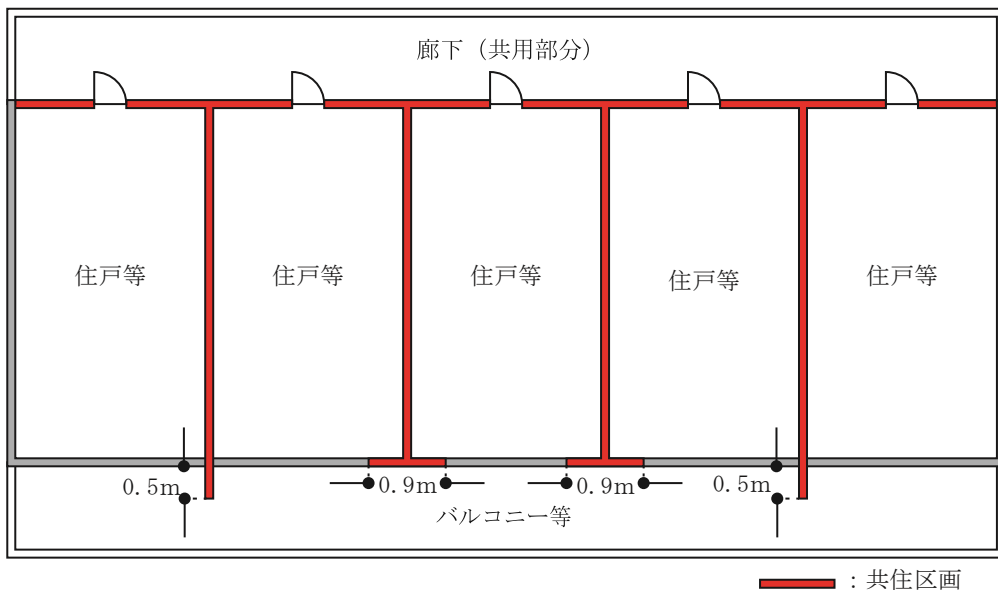 廊下（共用部分）
住戸等
住戸等
住戸等
住戸等
住戸等
0.5m
0.9m
0.9m
0.5m
バルコニー等
：共住区画